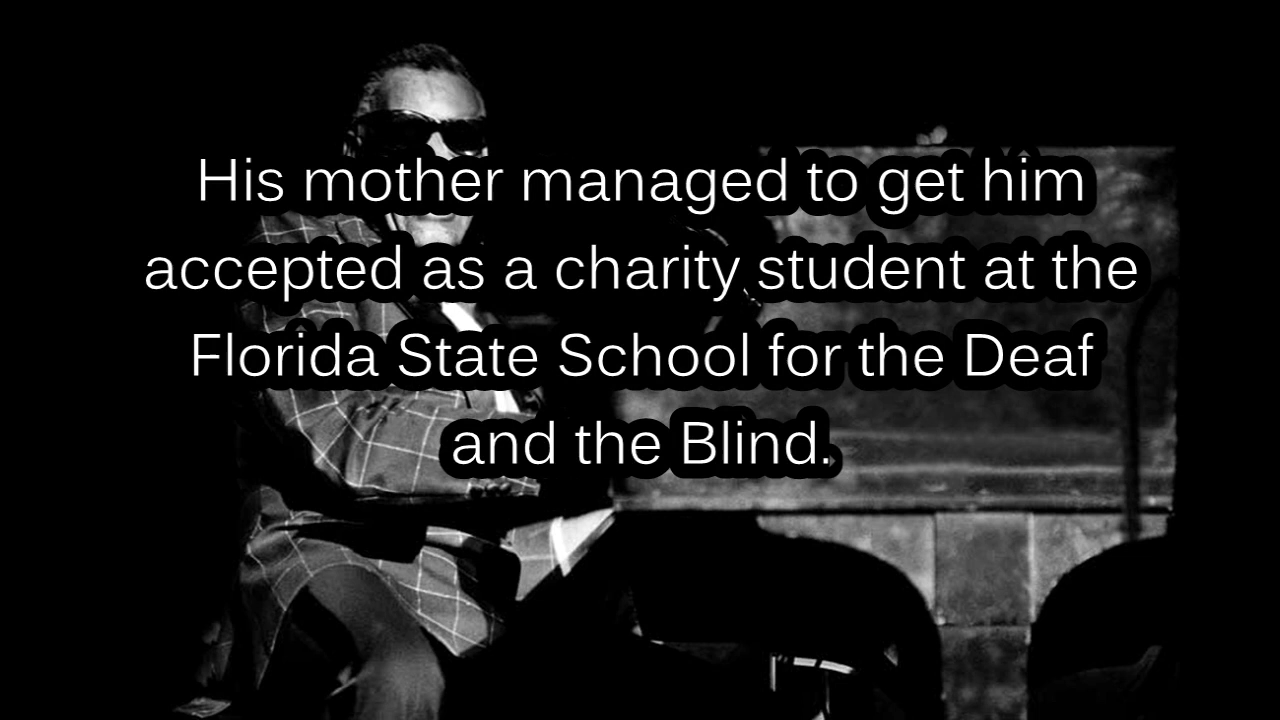 His mother managed to get him
accepted as a charity student at the
Florida State School for the Deaf
and the Blind.